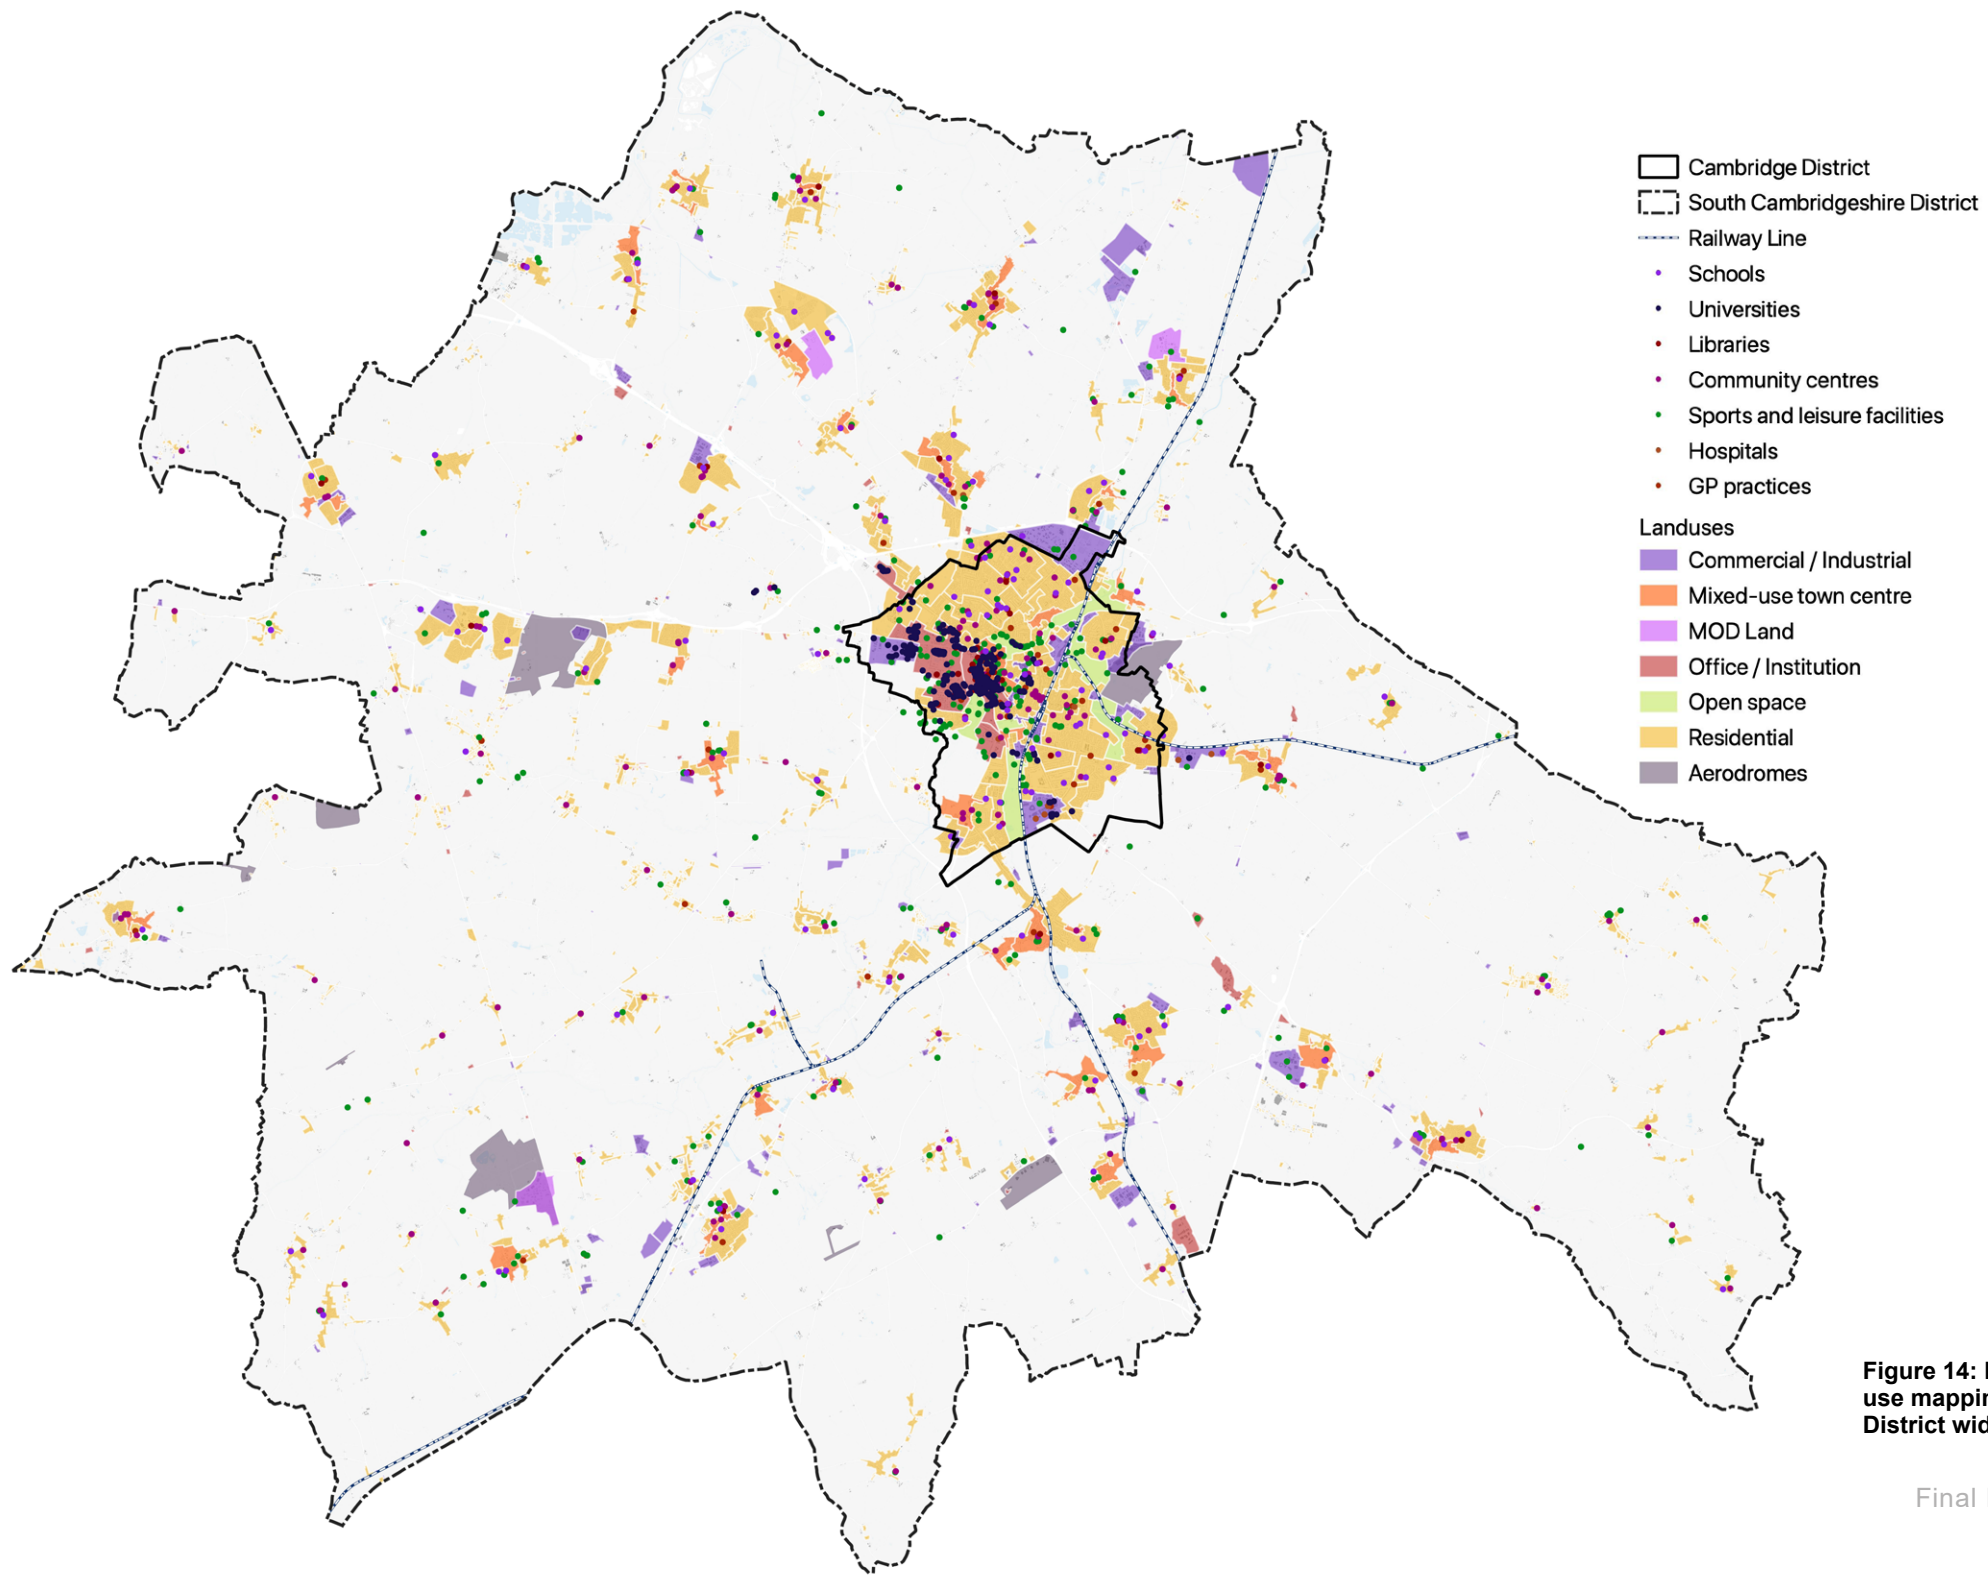 Cambridge District
South Cambridgeshire District
Railway Line
Schools
Universities
Libraries
Community centres
Sports and leisure facilities
Hospitals
GP practices
Landuses
Commercial / Industrial
Mixed-use town centre
MOD Land
Office / Institution
Open space
Residential
Aerodromes
Figure 14:
use
District
Final